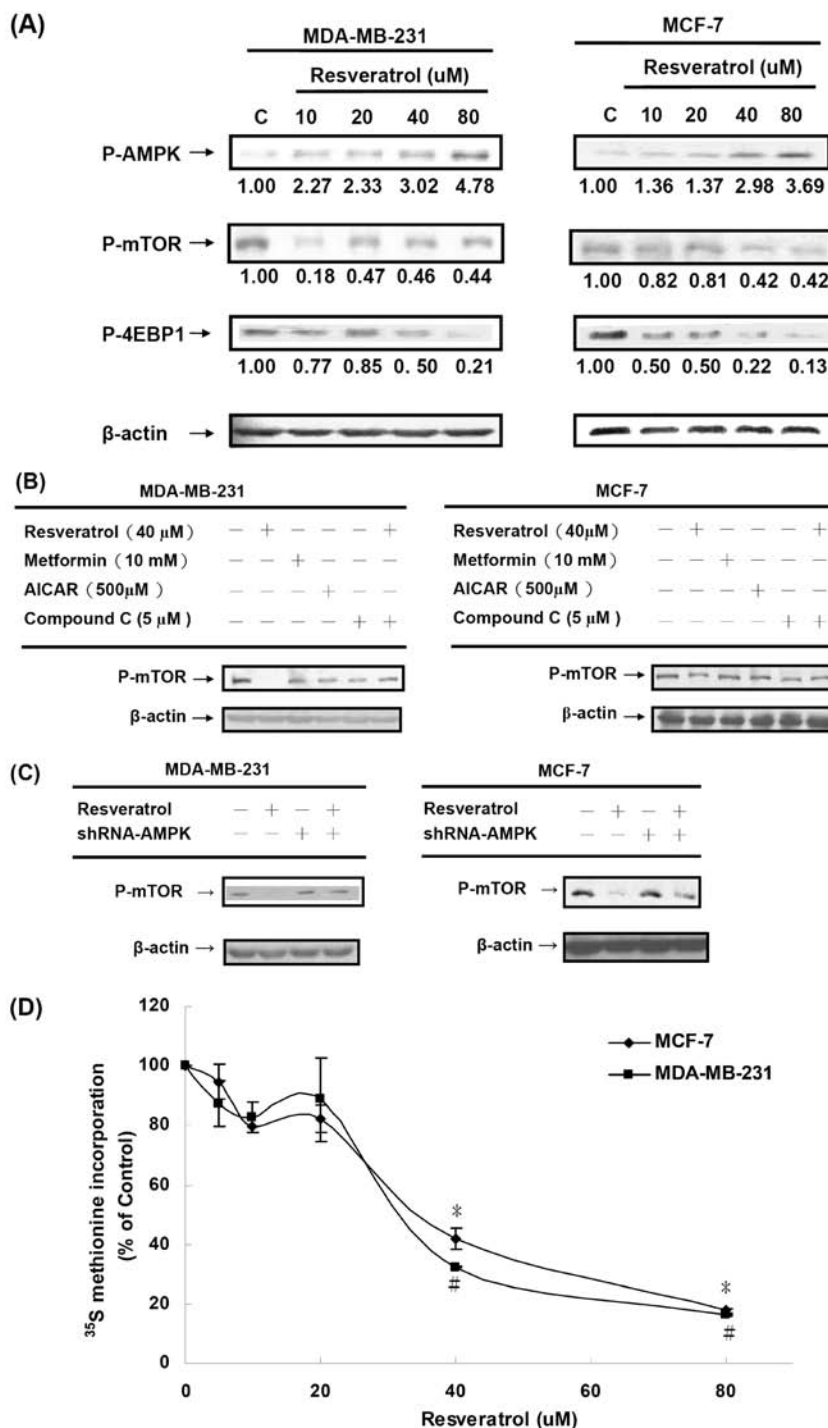 (A)
MDA-MB-231 MCF-7
Resveratrol (uM) Resveratrol (uM)
C 10 20 40 80 C 10 20 40 80
P-AMPK →
1.00 2.27 2.33 3.02 4.78 1.00 1.36 1.37 2.98 3.69
P-mTOR →
1.00 0.18 0.47 0.46 0.44 1.00 0.82 0.81 0.42 0.42
P-4EBP1 →
1.00 0.77 0.85 0. 50 0.21 1.00 0.50 0.50 0.22 0.13
β-actin →
(B)
MDA-MB-231 MCF-7
Resveratrol ( 40 μM ) − + − − − + Resveratrol ( 40μM ) − + − − − +
Metformin ( 10 mM ) − − + − − − Metformin ( 10 mM ) − − + − − −
AICAR ( 500μM ) − − − + − − AICAR ( 500μM ) − − − + − −
Compound C ( 5 μM ) − − − − + + Compound C (5 μM ) − − − − + +
P-mTOR → P-mTOR →
β-actin → β-actin →
(C)
MDA-MB-231 MCF-7
Resveratrol − + − + Resveratrol − + − +
shRNA-AMPK − − + + shRNA-AMPK − − + +
P-mTOR → P-mTOR →
β-actin → β-actin →
(D)
120
100
80
60
40
20
0
35S methionine incorporation
(% of Control)
MCF-7
MDA-MB-231
* *
# #
0 20 40 60 80
Resveratrol (uM)